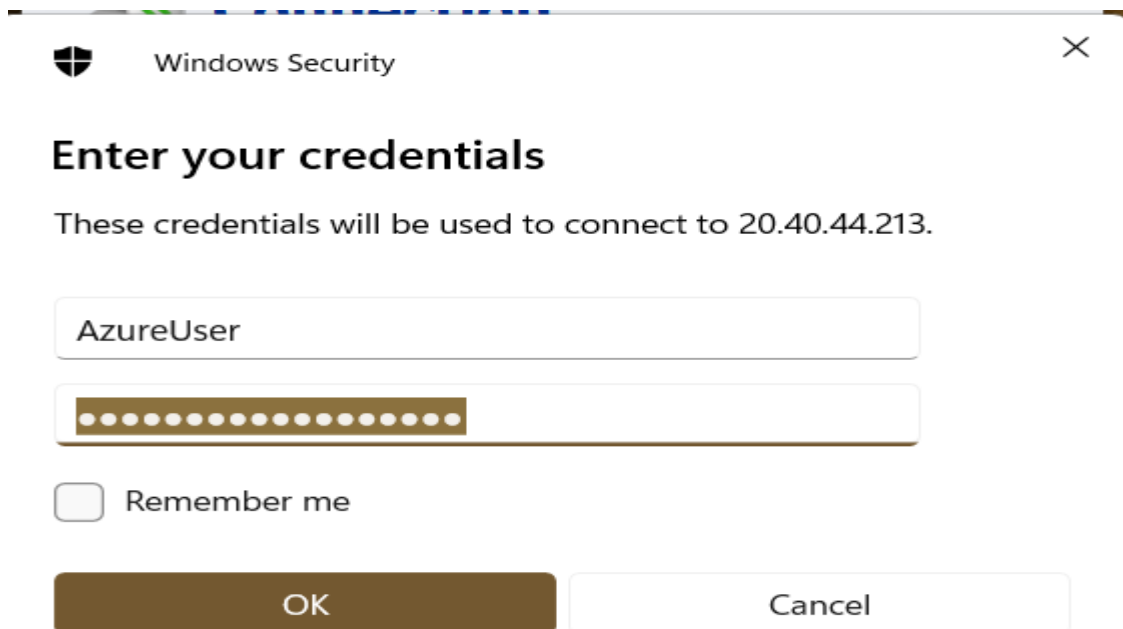 Connection
Windows Security
Enter your credentials
These credentials will be used to connect to 20.40.44.213.
AzureUser
••••••••••••••••••
Remember me
OK
Cancel